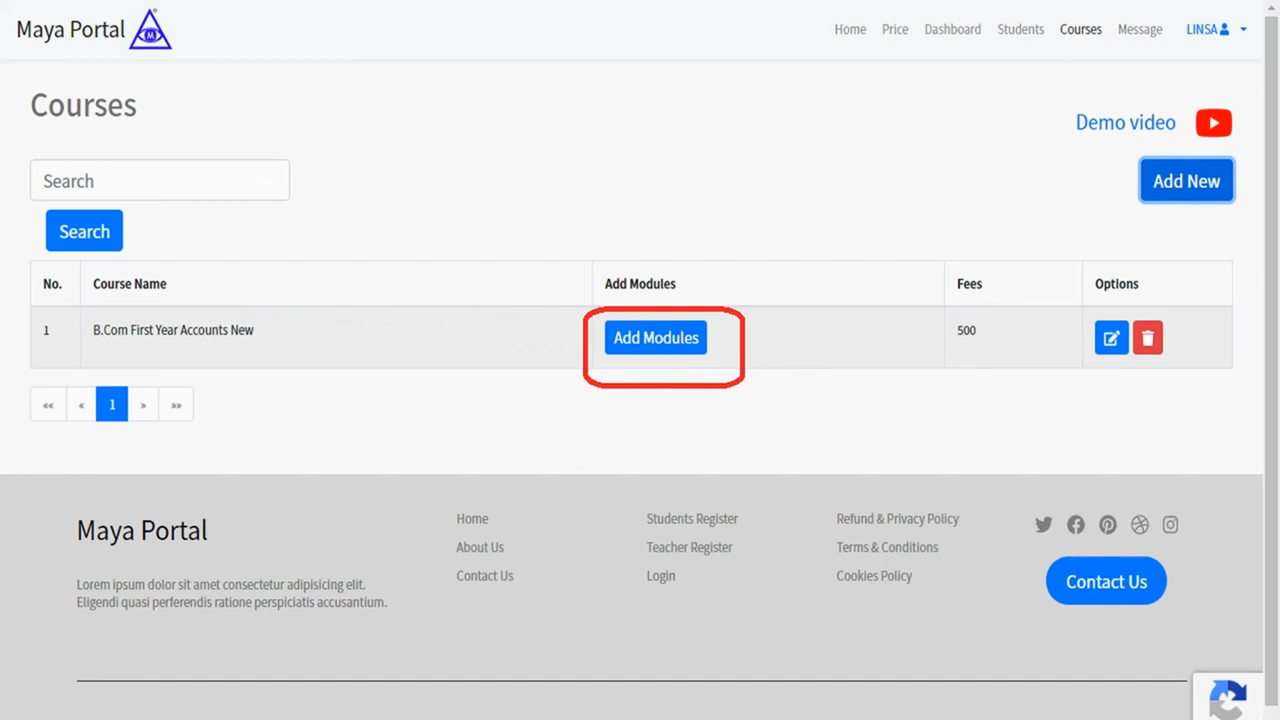 Maya Portal
Home Price Dashboard Students Courses Message LINSA
Courses
Demo video
Search
Add New
Search
No. Course Name Add Modules Fees Options
1 B.Com First Year Accounts New Add Modules 500
«« « 1 » »»
Maya Portal
Lorem ipsum dolor sit amet consectetur adipisicing elit.
Eligendi quasi perferendis ratione perspiciatis accusantium.
Home
About Us
Contact Us
Students Register
Teacher Register
Login
Refund & Privacy Policy
Terms & Conditions
Cookies Policy
Contact Us